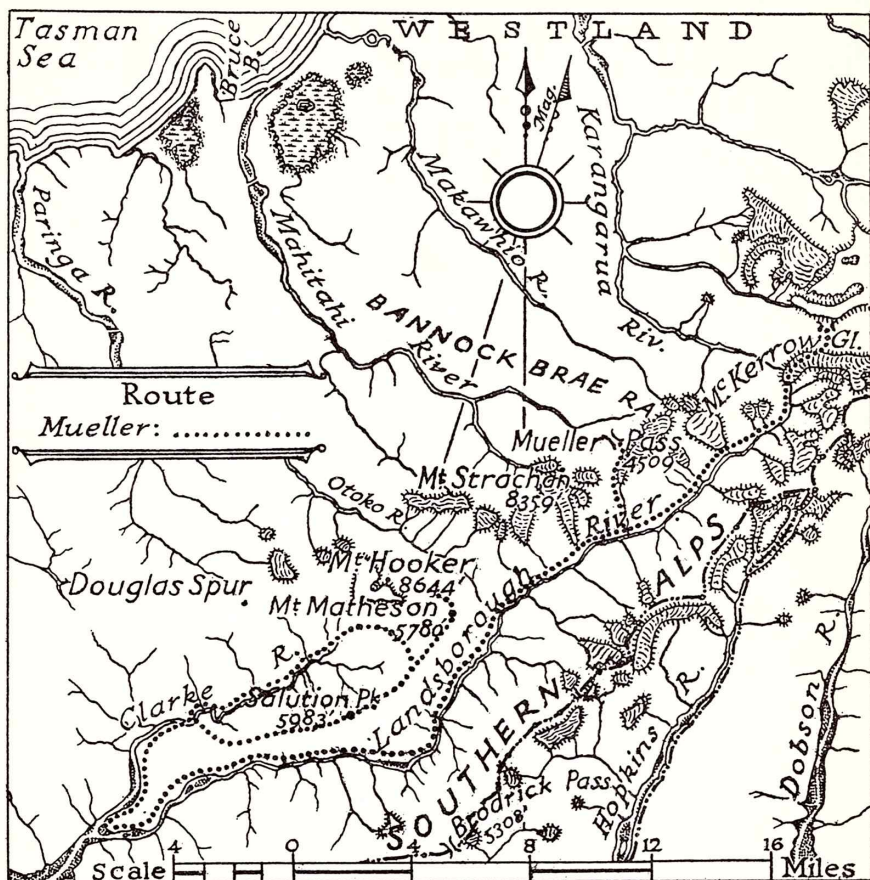 Tasman
Sea
Bruce
B.
WESTLAND
Mag.
Karangarua
Riv.
Makawhio R.
Paringa R.
Mahitahi
River
BANNOCK BRAE RA
McKerrow
Gl.
Route
Mueller:
Mueller Pass
4509
Mt Strachan
8359
Otoko R.
River
Landsborough
ALPS
Mt Hooker
8644
Douglas Spur
Mt Matheson
5780
R.
Clarke
Salution Pk
5983
Landsborough
SOUTHERN
Brodrick Pass
5308
Hopkins
R.
Dobson
R.
Scale 4 0 4 8 12 16 Miles